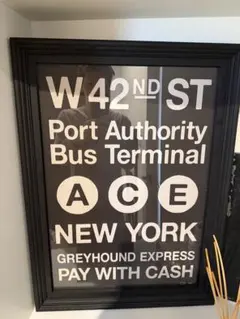 W 42ND ST
Port Authority
Bus Terminal
A C E
NEW YORK
GREYHOUND EXPRESS
PAY WITH CASH